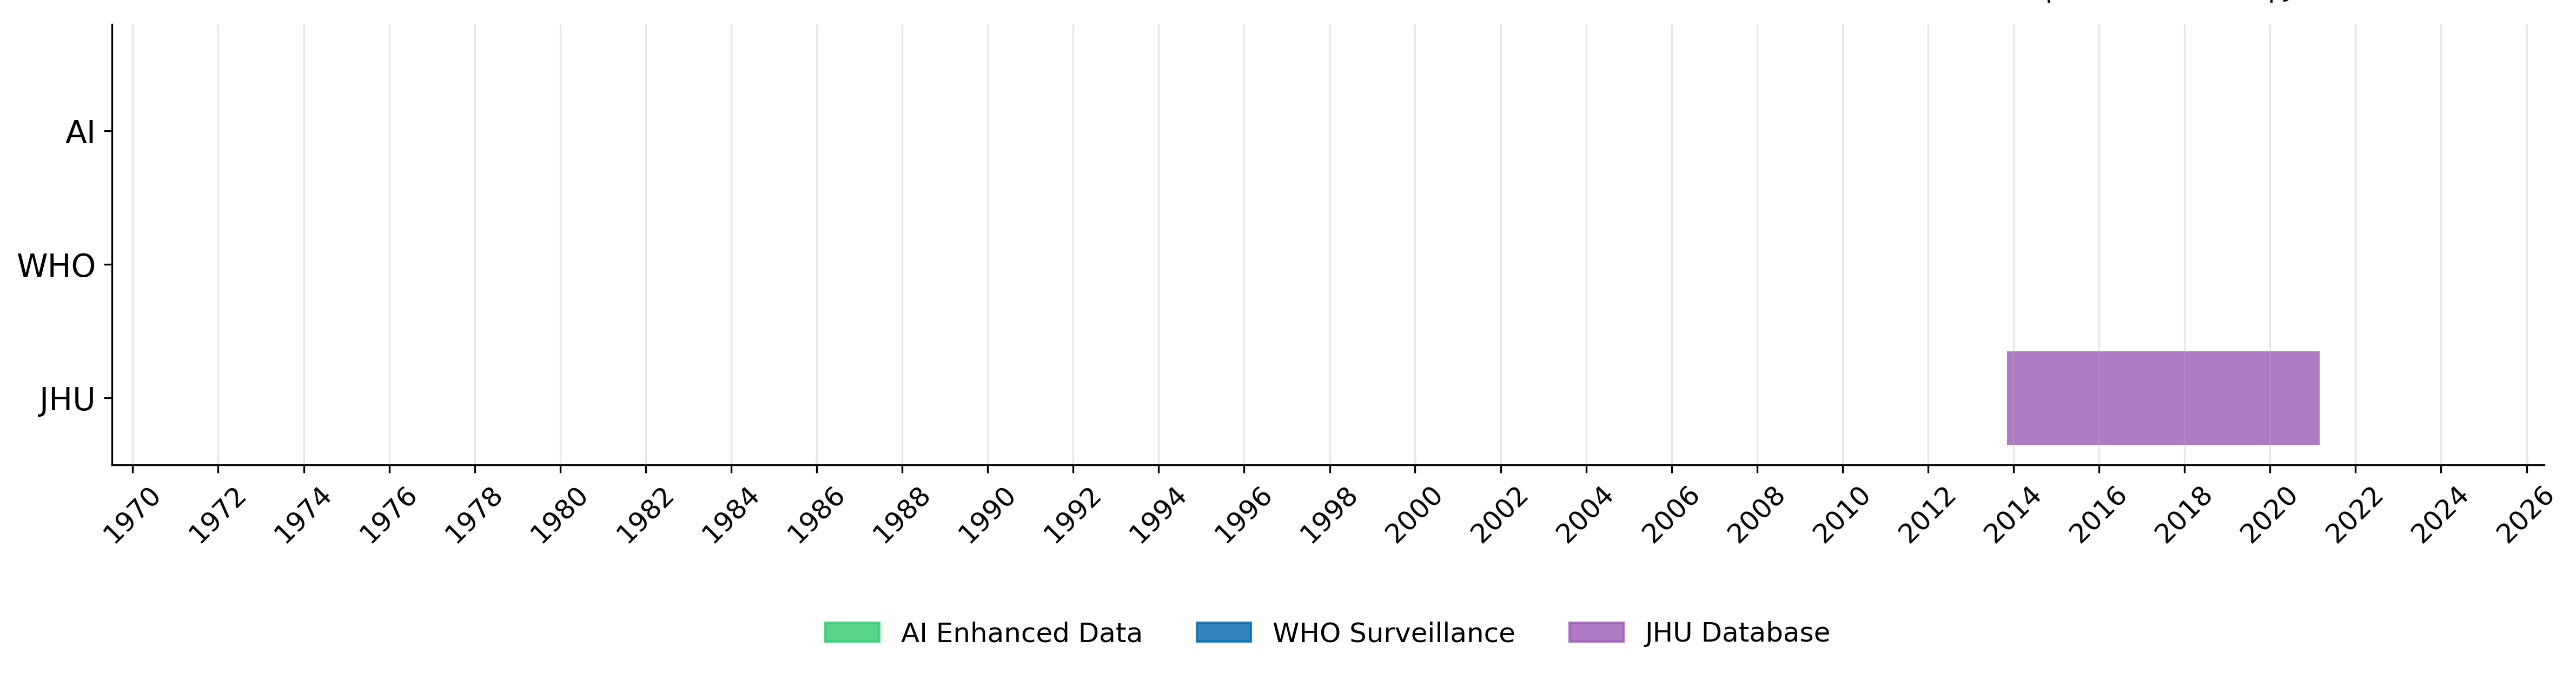 AI
WHO
JHU
1970 1972 1974 1976 1978 1980 1982 1984 1986 1988 1990 1992 1994 1996 1998 2000 2002 2004 2006 2008 2010 2012 2014 2016 2018 2020 2022 2024 2026
AI Enhanced Data WHO Surveillance JHU Database